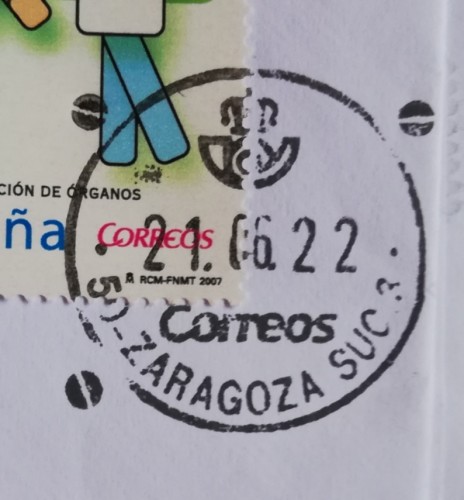 CIÓN DE ÓRGANOS
ña
CORREOS
RCM-FNMT 2007
21.06.22
Correos
50-ZARAGOZA SUC.3